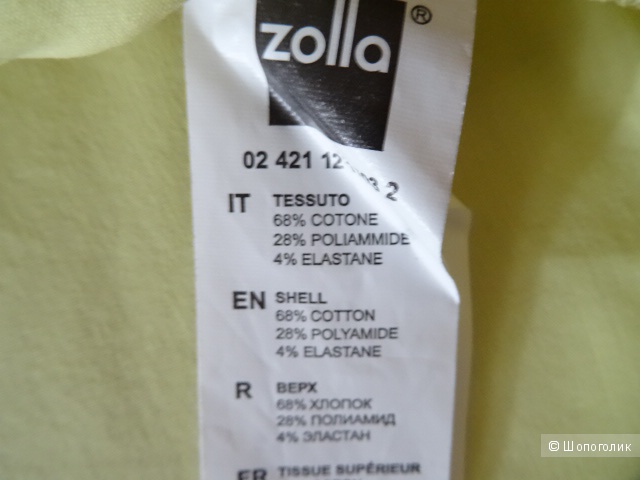 zolla ®
02 421 12 2
IT TESSUTO
68% COTONE
28% POLIAMMIDE
4% ELASTANE
EN SHELL
68% COTTON
28% POLYAMIDE
4% ELASTANE
R ВЕРХ
68% ХЛОПОК
28% ПОЛИАМИД
4% ЭЛАСТАН
FR TISSUE SUPÉRIEUR
© Шопоголик